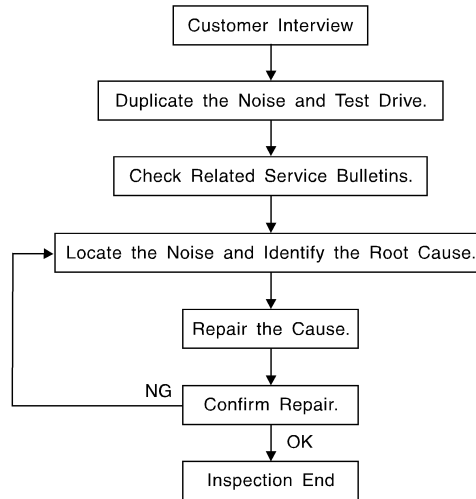 Customer Interview
Duplicate the Noise and Test Drive.
Check Related Service Bulletins.
Locate the Noise and Identify the Root Cause.
Repair the Cause.
NG
Confirm Repair.
OK
Inspection End